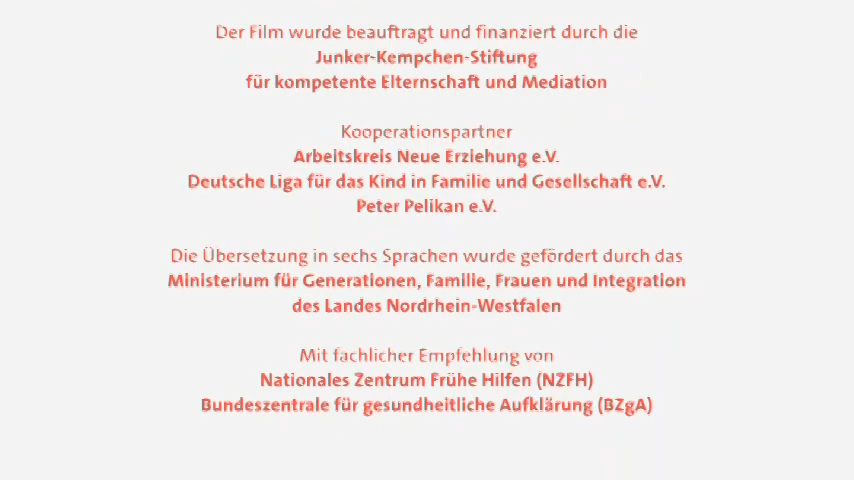 Der Film wurde beauftragt und finanziert durch die
Junker-Kempchen-Stiftung
für kompetente Elternschaft und Mediation
Kooperationspartner
Arbeitskreis Neue Erziehung e.V.
Deutsche Liga für das Kind in Familie und Gesellschaft e.V.
Peter Pelikan e.V.
Die Übersetzung in sechs Sprachen wurde gefördert durch das
Ministerium für Generationen, Familie, Frauen und Integration
des Landes Nordrhein-Westfalen
Mit fachlicher Empfehlung von
Nationales Zentrum Frühe Hilfen (NZFH)
Bundeszentrale für gesundheitliche Aufklärung (BZgA)